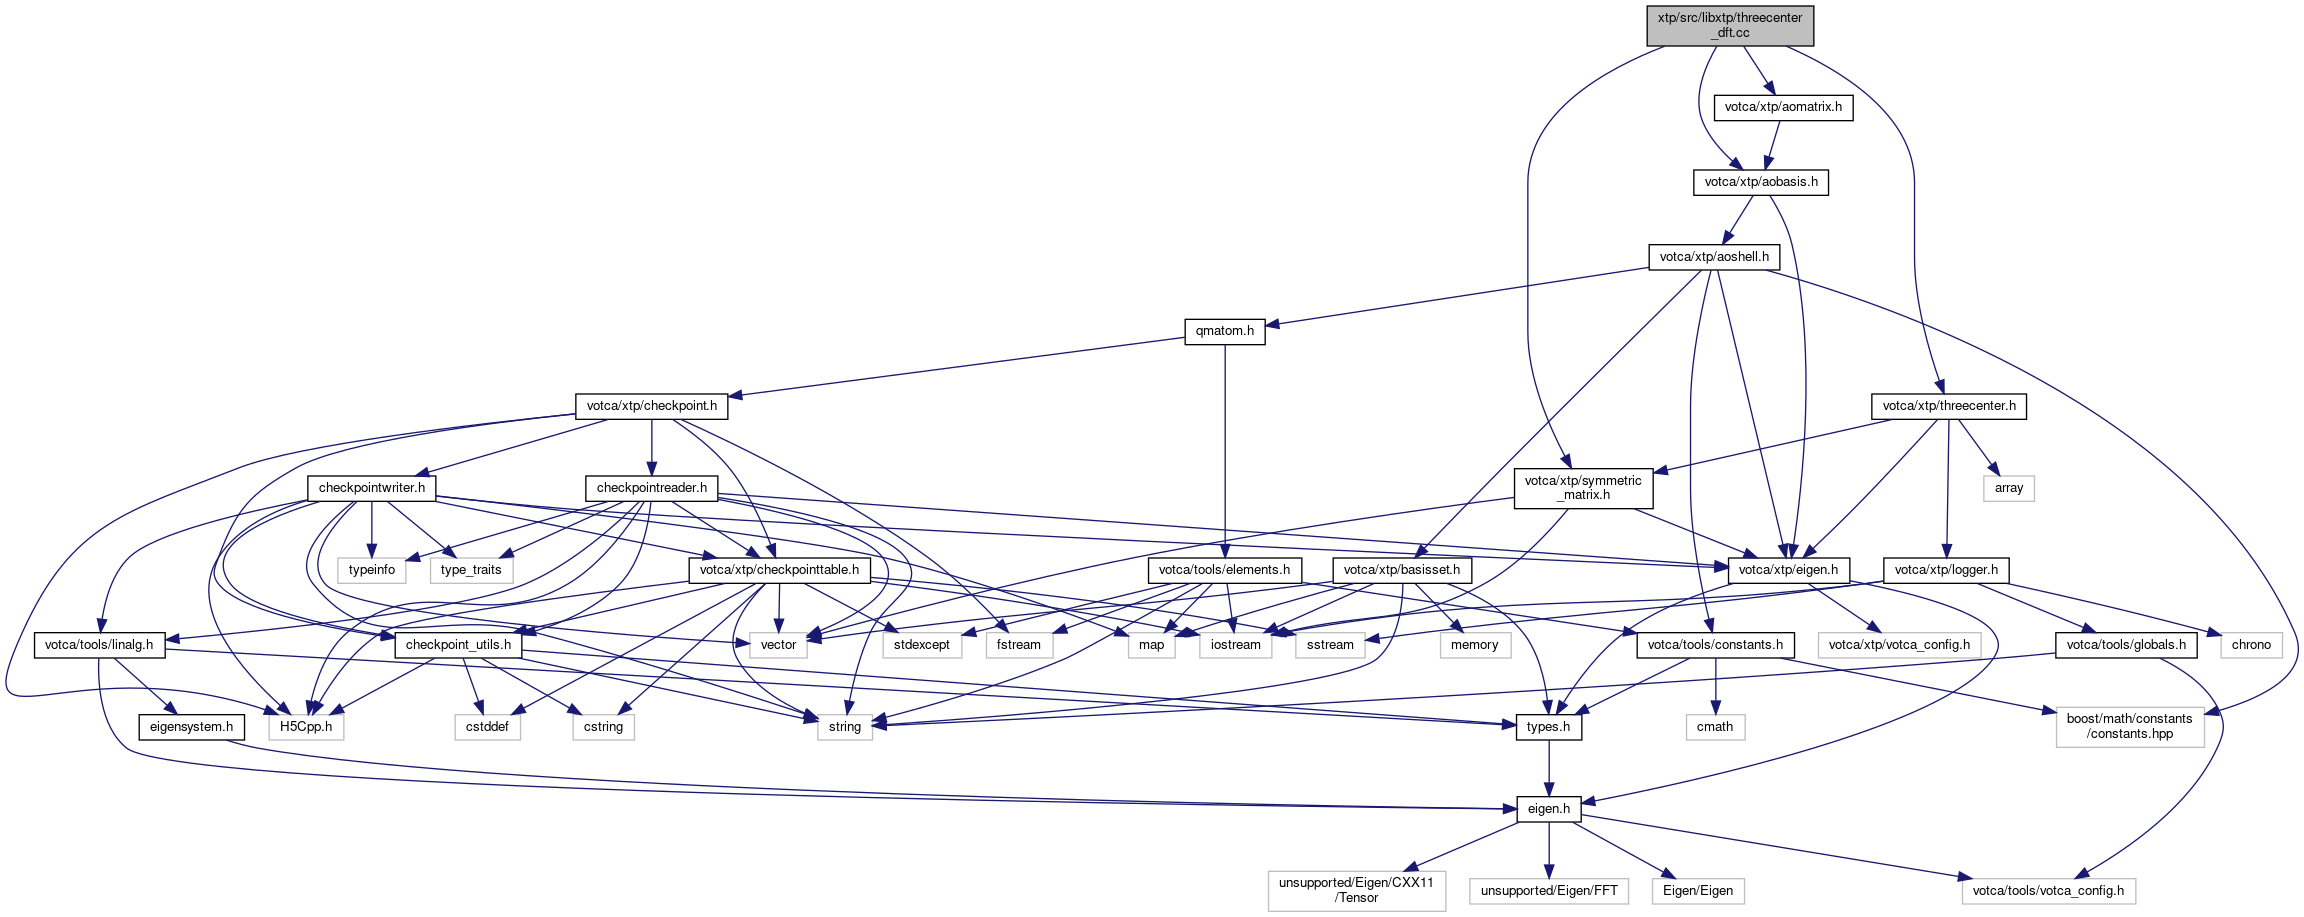 xtp/src/libxtp/threecenter
_dft.cc
votca/xtp/aomatrix.h
votca/xtp/aobasis.h
votca/xtp/aoshell.h
qmatom.h
votca/xtp/checkpoint.h
votca/xtp/threecenter.h
checkpointwriter.h
checkpointreader.h
votca/xtp/symmetric
_matrix.h
array
typeinfo
type_traits
votca/xtp/checkpointtable.h
votca/tools/elements.h
votca/xtp/basisset.h
votca/xtp/eigen.h
votca/xtp/logger.h
votca/tools/linalg.h
checkpoint_utils.h
vector
stdexcept
fstream
map
iostream
sstream
memory
votca/tools/constants.h
votca/xtp/votca_config.h
votca/tools/globals.h
chrono
eigensystem.h
H5Cpp.h
cstddef
cstring
string
types.h
cmath
boost/math/constants
/constants.hpp
eigen.h
unsupported/Eigen/CXX11
/Tensor
unsupported/Eigen/FFT
Eigen/Eigen
votca/tools/votca_config.h